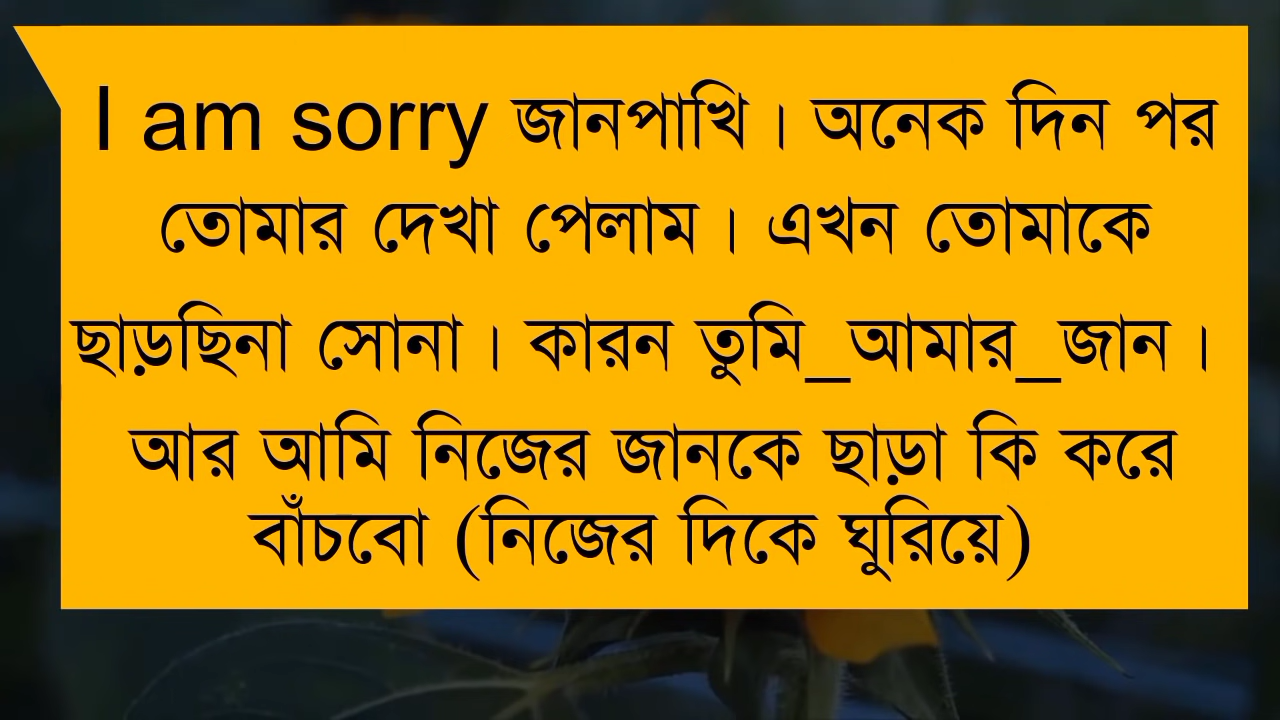 I am sorry জানপাখি। অনেক দিন পর
তোমার দেখা পেলাম। এখন তোমাকে
ছাড়ছিনা সোনা। কারন তুমি_আমার_জান।
আর আমি নিজের জানকে ছাড়া কি করে
বাঁচবো (নিজের দিকে ঘুরিয়ে)